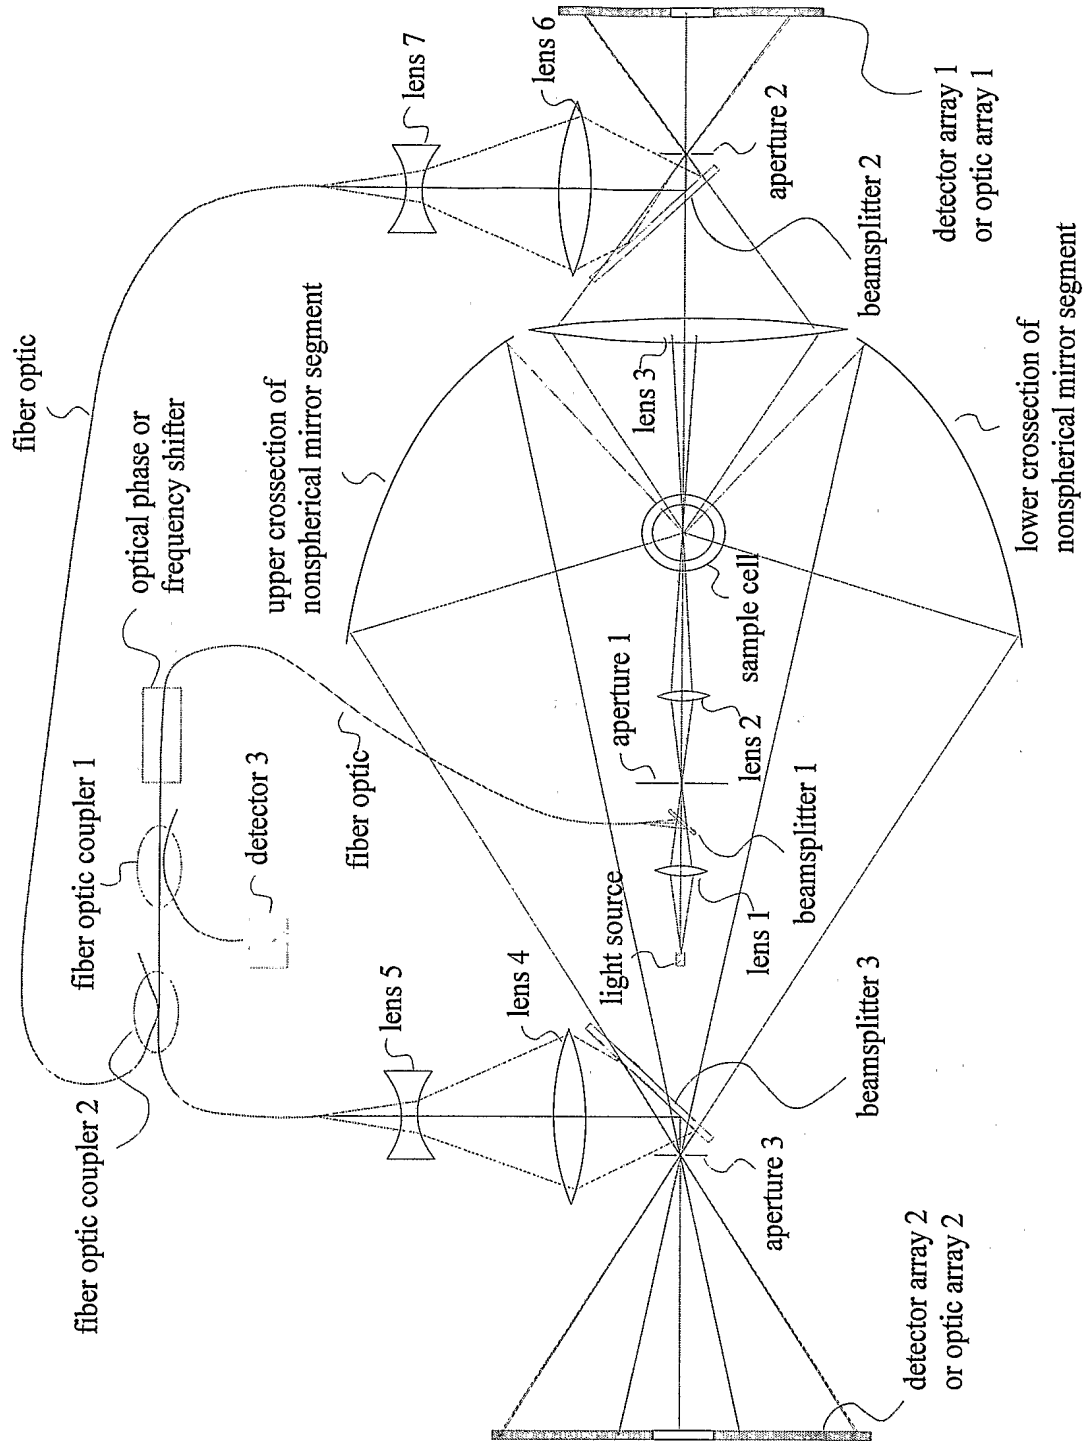 fiber optic
optical phase or
frequency shifter
fiber optic coupler 1
fiber optic coupler 2
detector 3
upper crossection of
nonspherical mirror segment
fiber optic
lens 7
lens 6
lens 5
lens 4
aperture 2
beamsplitter 2
detector array 1
or optic array 1
lens 3
sample cell
aperture 1
lens 2
beamsplitter 1
light source
lens 1
beamsplitter 3
aperture 3
lower crossection of
nonspherical mirror segment
detector array 2
or optic array 2